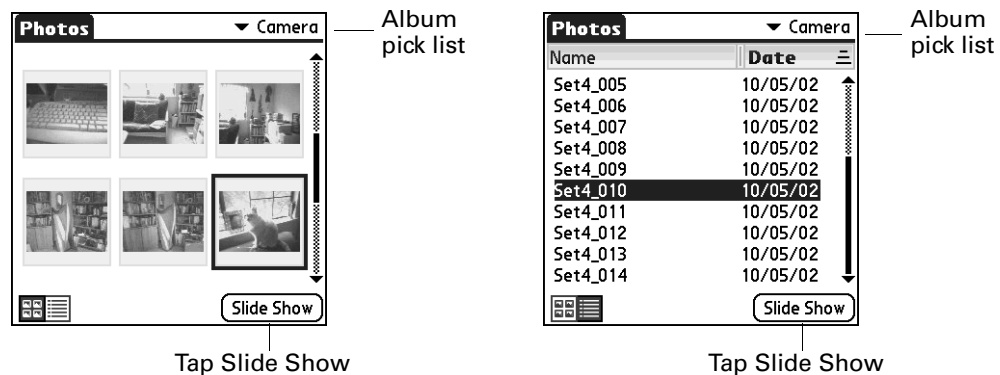 Photos
Camera
Album
pick list
Slide Show
Tap Slide Show
Photos
Camera
Album
pick list
Name Date
Set4_005 10/05/02
Set4_006 10/05/02
Set4_007 10/05/02
Set4_008 10/05/02
Set4_009 10/05/02
Set4_010 10/05/02
Set4_011 10/05/02
Set4_012 10/05/02
Set4_013 10/05/02
Set4_014 10/05/02
Slide Show
Tap Slide Show